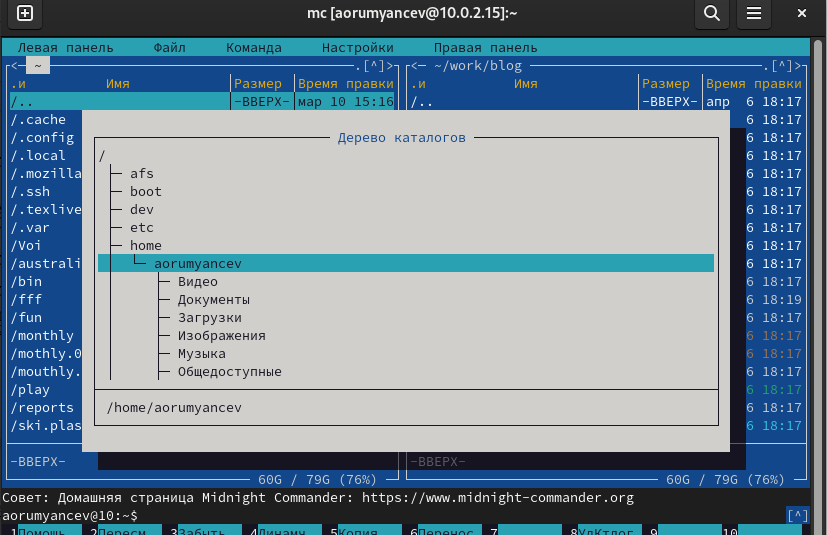 mc [aorumyancev@10.0.2.15]:~
Левая панель Файл Команда Настройки Правая панель
<─ ~ .[^]> <─ ~/work/blog .[^]>
.и Имя Размер Время правки .и Имя Размер Время правки
/.. -ВВЕРХ- мар 10 15:16 /.. -ВВЕРХ- апр 6 18:17
/.cache 6 18:17
/.config Дерево каталогов 6 18:17
/.local / 6 18:17
/.mozilla afs 6 18:17
/.ssh boot 6 18:17
/.texlive dev 6 18:17
/.var etc 6 18:17
/Voi home 6 18:17
/australi aorumyancev 6 18:17
/bin Видео 6 18:17
/fff Документы 6 18:19
/fun Загрузки 6 18:17
/monthly Изображения 6 18:17
/mothly.0 Музыка 6 18:17
/mouthly. Общедоступные 6 18:17
/play 6 18:17
/reports /home/aorumyancev 6 18:17
/ski.plas 6 18:17
-ВВЕРХ- -ВВЕРХ-
60G / 79G (76%) 60G / 79G (76%)
Совет: Домашняя страница Midnight Commander: https://www.midnight-commander.org
aorumyancev@10:~$ [^]
1Помощь 2Пересм 3Забыть 4Динамч 5Копия 6Перенос 7 8УдКтлог 9 10